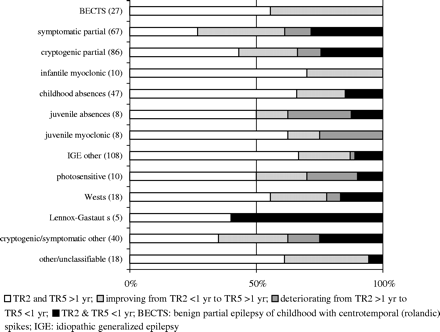 BECTS (27)
symptomatic partial (67)
cryptogenic partial (86)
infantile myoclonic (10)
childhood absences (47)
juvenile absences (8)
juvenile myoclonic (8)
IGE other (108)
photosensitive (10)
Wests (18)
Lennox-Gastaut s (5)
cryptogenic/symptomatic other (40)
other/unclassifiable (18)
0% 50% 100%
TR2 and TR5 >1 yr; improving from TR2 <1 yr to TR5 >1 yr; deteriorating from TR2 >1 yr to
TR5 <1 yr; TR2 & TR5 <1 yr; BECTS: benign partial epilepsy of childhood with centrotemporal (rolandic)
spikes; IGE: idiopathic generalized epilepsy